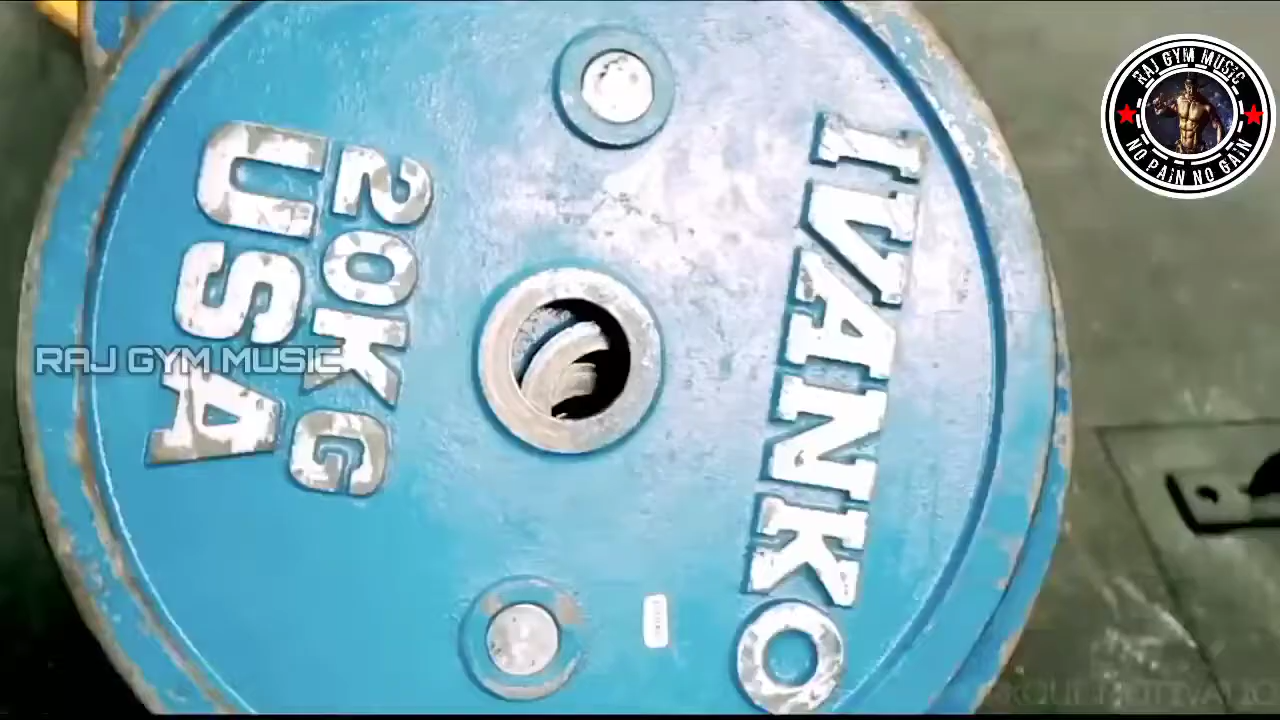 IVANKO
20KG
USA
RAJ GYM MUSIC
RAJ GYM MUSiC
NO PAiN NO GAiN